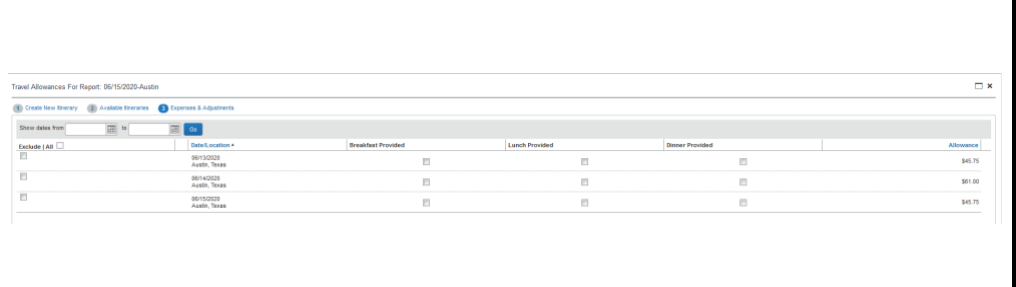 Travel Allowances For Report: 06/15/2020-Austin
1 Create New Itinerary 2 Available Itineraries 3 Expenses & Adjustments
Show dates from to Go
Exclude | All Date/Location Breakfast Provided Lunch Provided Dinner Provided Allowance
06/13/2020
Austin, Texas
$45.75
06/14/2020
Austin, Texas
$61.00
06/15/2020
Austin, Texas
$45.75